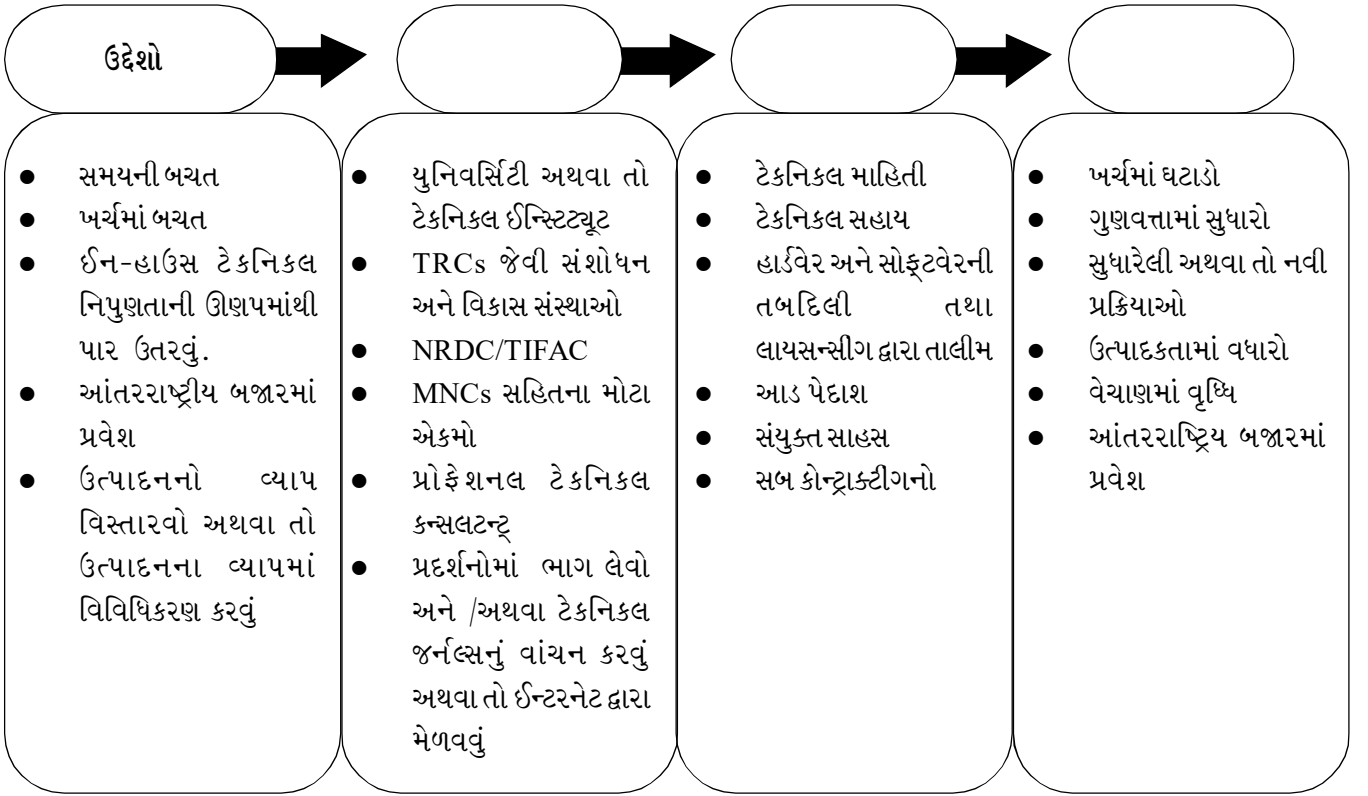 ઉદ્દેશો
● સમયની બચત
● ખર્ચમાં બચત
● ઈન-હાઉસ ટેકનિકલ
નિપુણતાની ઊણપમાંથી
પાર ઉતરવું.
● આંતરરાષ્ટ્રીય બજારમાં
પ્રવેશ
● ઉત્પાદનનો વ્યાપ
વિસ્તારવો અથવા તો
ઉત્પાદનના વ્યાપમાં
વિવિધિકરણ કરવું
● યુનિવર્સિટી અથવા તો
ટેકનિકલ ઈન્સ્ટિટ્યૂટ
● TRCs જેવી સંશોધન
અને વિકાસ સંસ્થાઓ
● NRDC/TIFAC
● MNCs સહિતના મોટા
એકમો
● પ્રોફેશનલ ટેકનિકલ
કન્સલટન્ટ્
● પ્રદર્શનોમાં ભાગ લેવો
અને /અથવા ટેકનિકલ
જર્નલ્સનું વાંચન કરવું
અથવા તો ઈન્ટરનેટ દ્વારા
મેળવવું
● ટેકનિકલ માહિતી
● ટેકનિકલ સહાય
● હાર્ડવેર અને સોફ્ટવેરની
તબદિલી તથા
લાયસન્સીંગ દ્વારા તાલીમ
● આડ પેદાશ
● સંયુક્ત સાહસ
● સબ કોન્ટ્રાક્ટીંગનો
● ખર્ચમાં ઘટાડો
● ગુણવત્તામાં સુધારો
● સુધારેલી અથવા તો નવી
પ્રક્રિયાઓ
● ઉત્પાદકતામાં વધારો
● વેચાણમાં વૃધ્ધિ
● આંતરરાષ્ટ્રિય બજારમાં
પ્રવેશ